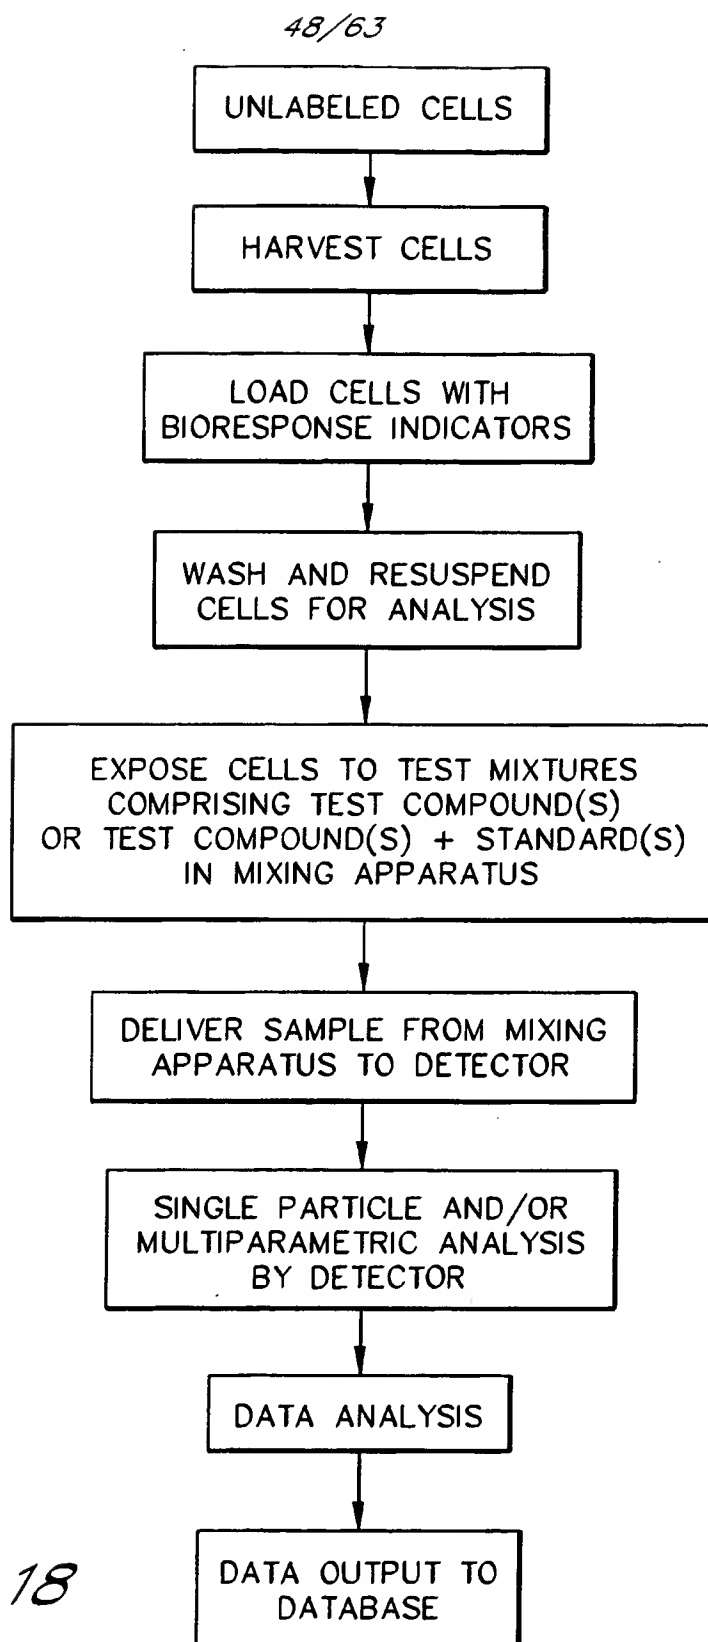 48/63
UNLABELED CELLS
HARVEST CELLS
LOAD CELLS WITH
BIORESPONSE INDICATORS
WASH AND RESUSPEND
CELLS FOR ANALYSIS
EXPOSE CELLS TO TEST MIXTURES
COMPRISING TEST COMPOUND(S)
OR TEST COMPOUND(S) + STANDARD(S)
IN MIXING APPARATUS
DELIVER SAMPLE FROM MIXING
APPARATUS TO DETECTOR
SINGLE PARTICLE AND/OR
MULTIPARAMETRIC ANALYSIS
BY DETECTOR
DATA ANALYSIS
DATA OUTPUT TO
DATABASE
18